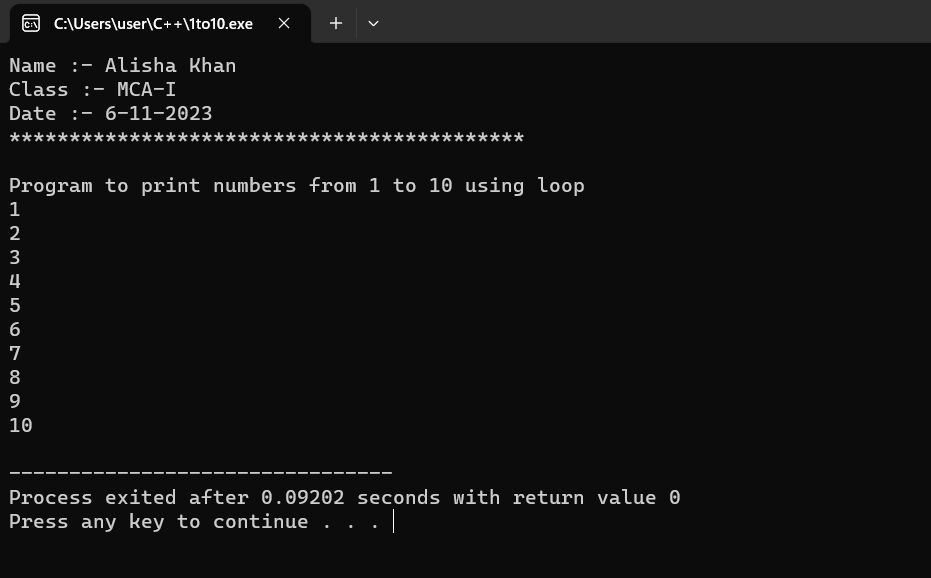 C:\Users\user\C++\1to10.exe
Name :- Alisha Khan
Class :- MCA-I
Date :- 6-11-2023
*******************************************
Program to print numbers from 1 to 10 using loop
1
2
3
4
5
6
7
8
9
10
--------------------------------
Process exited after 0.09202 seconds with return value 0
Press any key to continue . . .